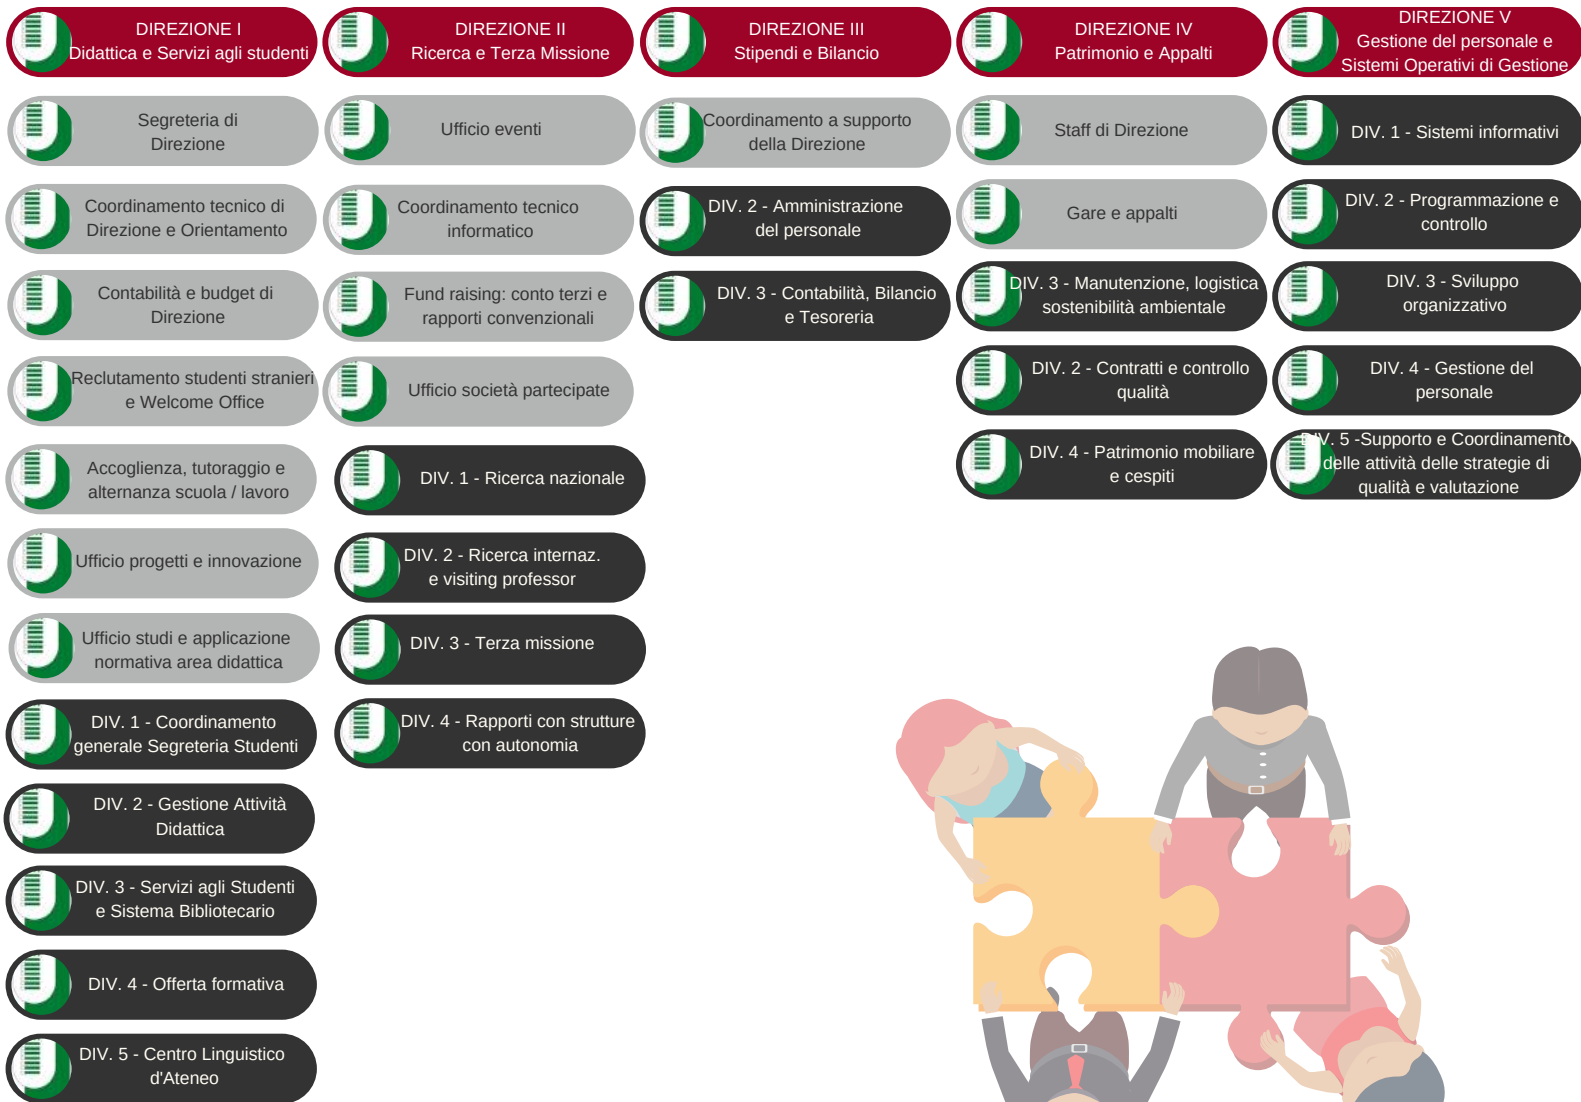 DIREZIONE I
Didattica e Servizi agli studenti
Segreteria di
Direzione
Coordinamento tecnico di
Direzione e Orientamento
Contabilità e budget di
Direzione
Reclutamento studenti stranieri
e Welcome Office
Accoglienza, tutoraggio e
alternanza scuola / lavoro
Ufficio progetti e innovazione
Ufficio studi e applicazione
normativa area didattica
DIV. 1 - Coordinamento
generale Segreteria Studenti
DIV. 2 - Gestione Attività
Didattica
DIV. 3 - Servizi agli Studenti
e Sistema Bibliotecario
DIV. 4 - Offerta formativa
DIV. 5 - Centro Linguistico
d'Ateneo
DIREZIONE II
Ricerca e Terza Missione
Ufficio eventi
Coordinamento tecnico
informatico
Fund raising: conto terzi e
rapporti convenzionali
Ufficio società partecipate
DIV. 1 - Ricerca nazionale
DIV. 2 - Ricerca internaz.
e visiting professor
DIV. 3 - Terza missione
DIV. 4 - Rapporti con strutture
con autonomia
DIREZIONE III
Stipendi e Bilancio
Coordinamento a supporto
della Direzione
DIV. 2 - Amministrazione
del personale
DIV. 3 - Contabilità, Bilancio
e Tesoreria
DIREZIONE IV
Patrimonio e Appalti
Staff di Direzione
Gare e appalti
DIV. 3 - Manutenzione, logistica
sostenibilità ambientale
DIV. 2 - Contratti e controllo
qualità
DIV. 4 - Patrimonio mobiliare
e cespiti
DIREZIONE V
Gestione del personale e
Sistemi Operativi di Gestione
DIV. 1 - Sistemi informativi
DIV. 2 - Programmazione e
controllo
DIV. 3 - Sviluppo
organizzativo
DIV. 4 - Gestione del
personale
DIV. 5 -Supporto e Coordinamento
delle attività delle strategie di
qualità e valutazione